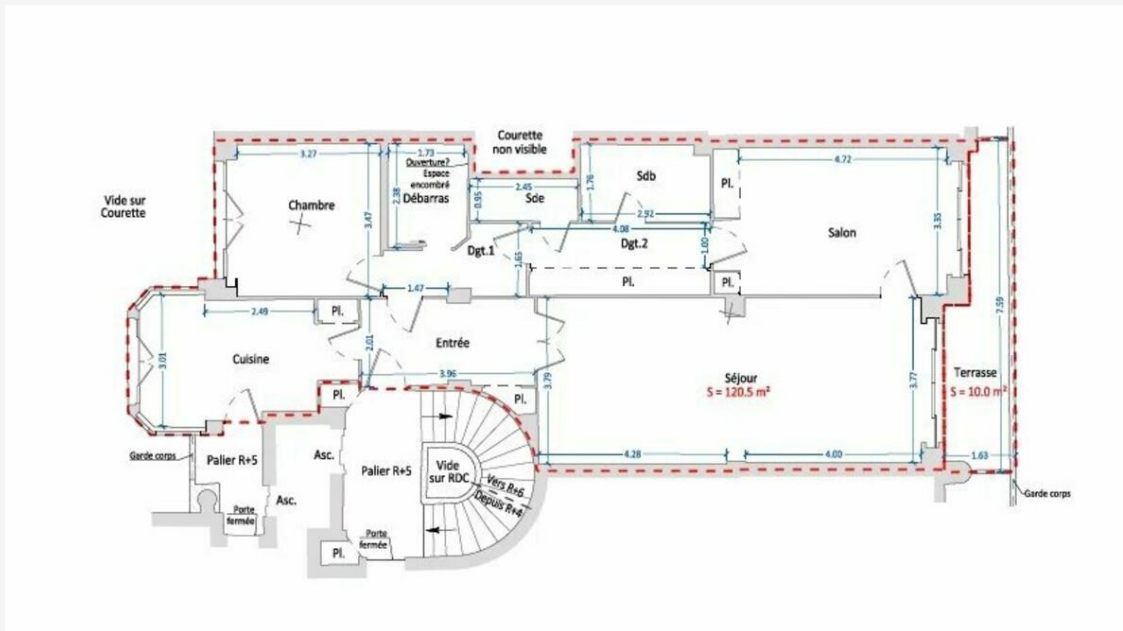 Courette
non visible
3.27
1.73
4.72
Ouverture?
Espace
encombré
Débarras
2.38
Vide sur
Courette
Chambre
3.47
2.45
0.95
Sde
1.76
Sdb
2.92
Pl.
3.35
Salon
Dgt.1
1.65
4.08
Dgt.2
1.00
Pl.
Pl.
1.47
2.49
Pl.
3.01
Cuisine
2.01
Entrée
3.96
3.79
Pl.
Pl.
Séjour
S = 120.5 m²
3.77
7.59
Terrasse
S = 10.0 m²
4.28
4.00
1.63
Garde corps
Palier R+5
Asc.
Asc.
Palier R+5
Vide
sur RDC
Vers R+6
Depuis R+4
Garde corps
Porte
fermée
Porte
fermée
Pl.